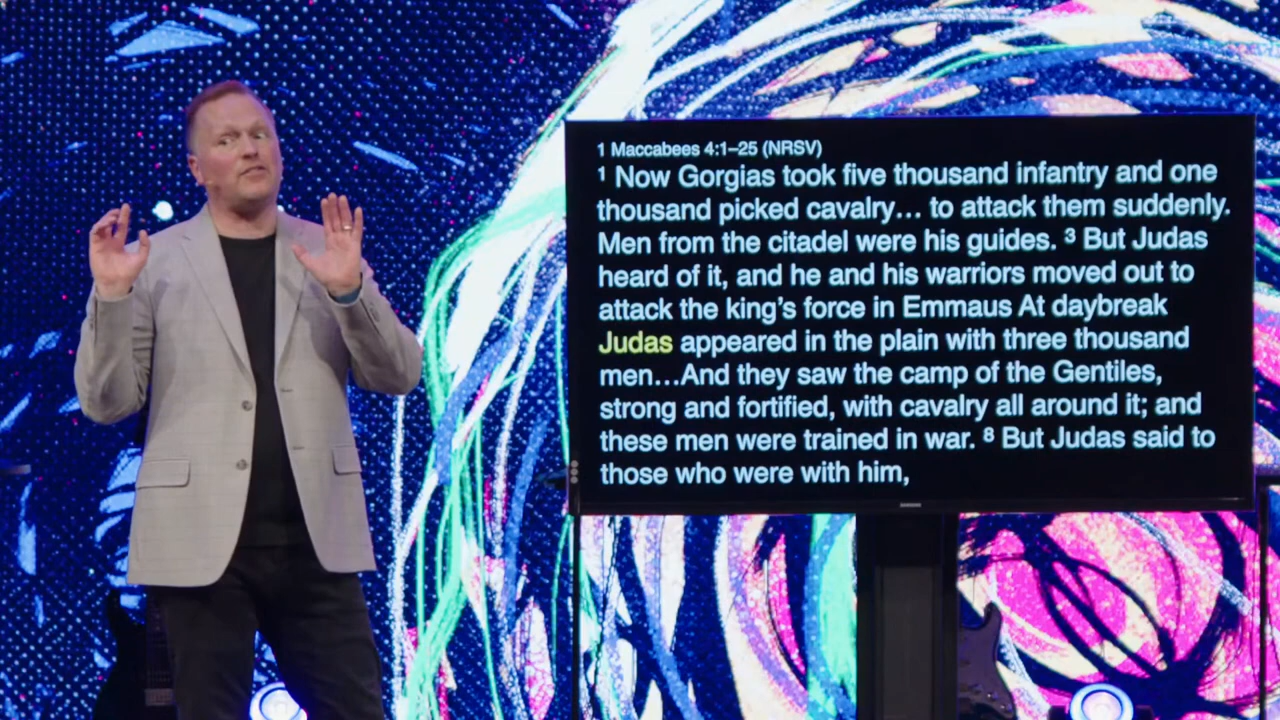 1 Maccabees 4:1–25 (NRSV)
¹ Now Gorgias took five thousand infantry and one
thousand picked cavalry… to attack them suddenly.
Men from the citadel were his guides. ³ But Judas
heard of it, and he and his warriors moved out to
attack the king’s force in Emmaus At daybreak
Judas appeared in the plain with three thousand
men…And they saw the camp of the Gentiles,
strong and fortified, with cavalry all around it; and
these men were trained in war. ⁸ But Judas said to
those who were with him,
SAMSUNG